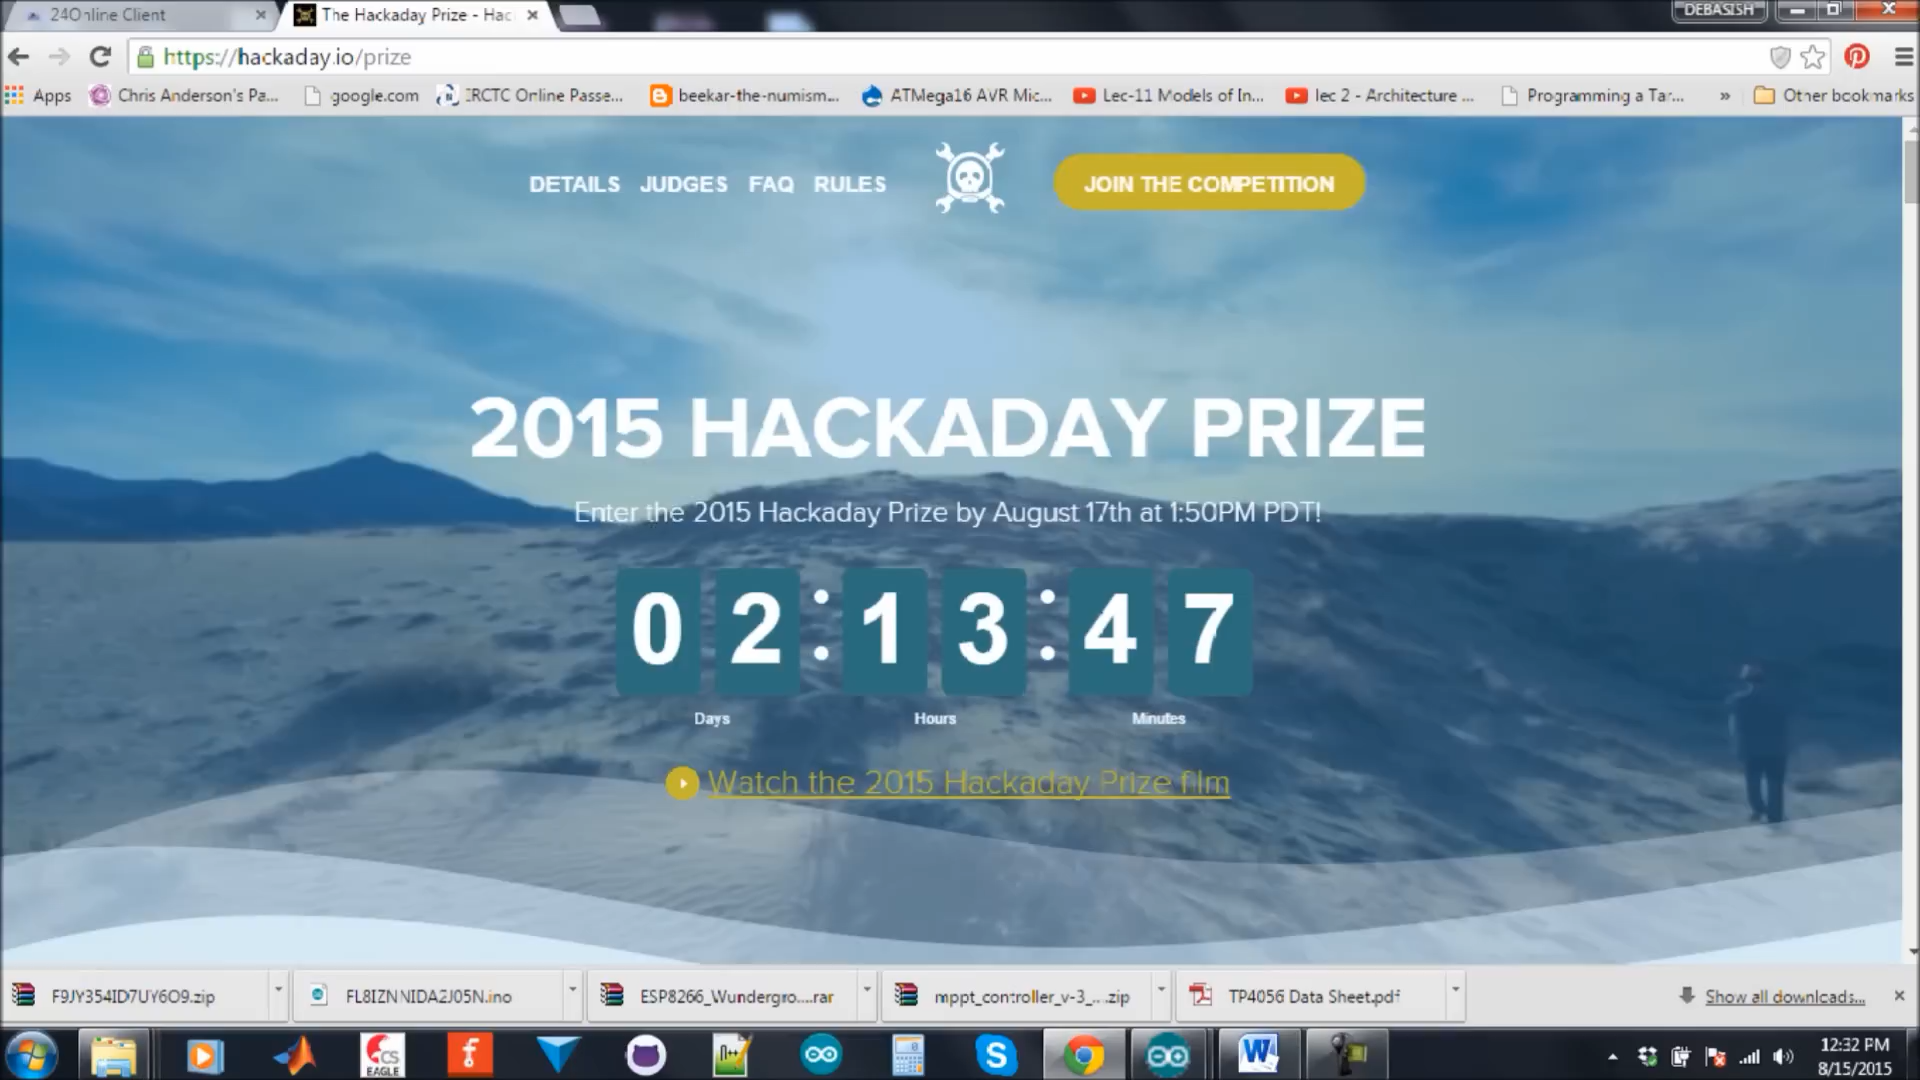 24Online Client
The Hackaday Prize - Hac
DEBASISH
https://hackaday.io/prize
Apps
Chris Anderson's Pa...
google.com
IRCTC Online Passe...
beekar-the-numism...
ATMega16 AVR Mic...
Lec-11 Models of In...
lec 2 - Architecture ...
Programming a Tar...
»
Other bookmarks
DETAILS JUDGES FAQ RULES
JOIN THE COMPETITION
2015 HACKADAY PRIZE
Enter the 2015 Hackaday Prize by August 17th at 1:50PM PDT!
02:13:47
Days Hours Minutes
Watch the 2015 Hackaday Prize film
F9JY354ID7UY6O9.zip
FL8IZNNIDA2J05N.ino
ESP8266_Wundergro....rar
mppt_controller_v-3_....zip
TP4056 Data Sheet.pdf
Show all downloads...
CS
EAGLE
f
n++
S
W
12:32 PM
8/15/2015